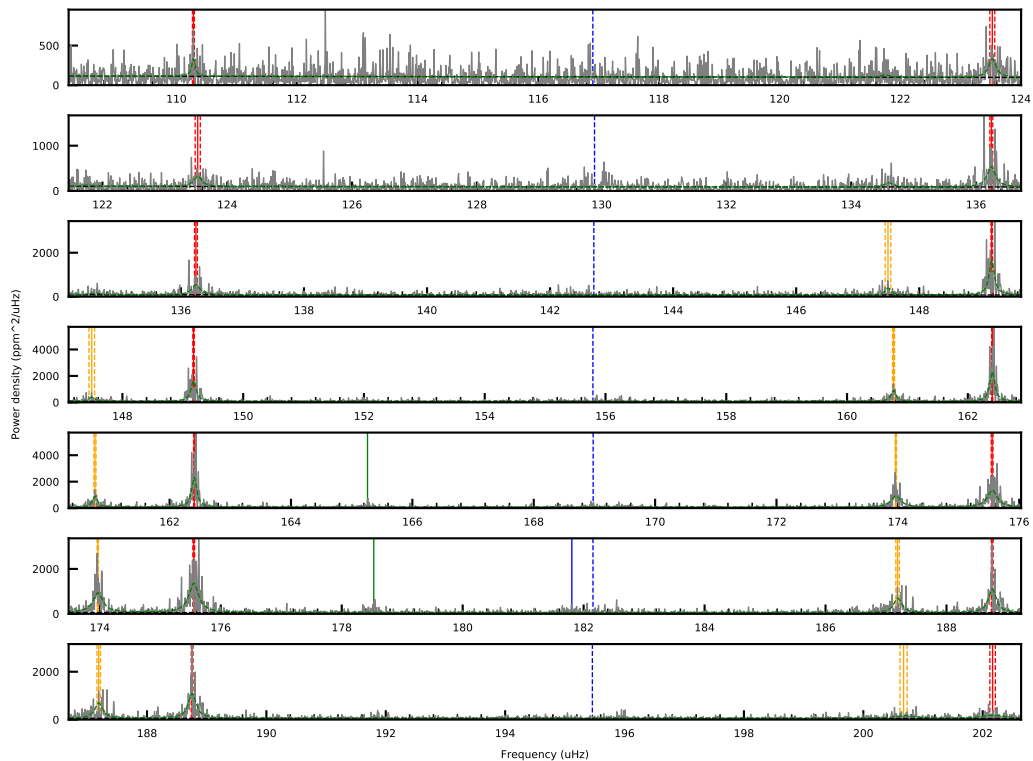 500
0
110 112 114 116 118 120 122 124
1000
0
122 124 126 128 130 132 134 136
2000
0
136 138 140 142 144 146 148
Power density (ppm^2/uHz)
4000
2000
0
148 150 152 154 156 158 160 162
4000
2000
0
162 164 166 168 170 172 174 176
2000
0
174 176 178 180 182 184 186 188
2000
0
188 190 192 194 196 198 200 202
Frequency (uHz)